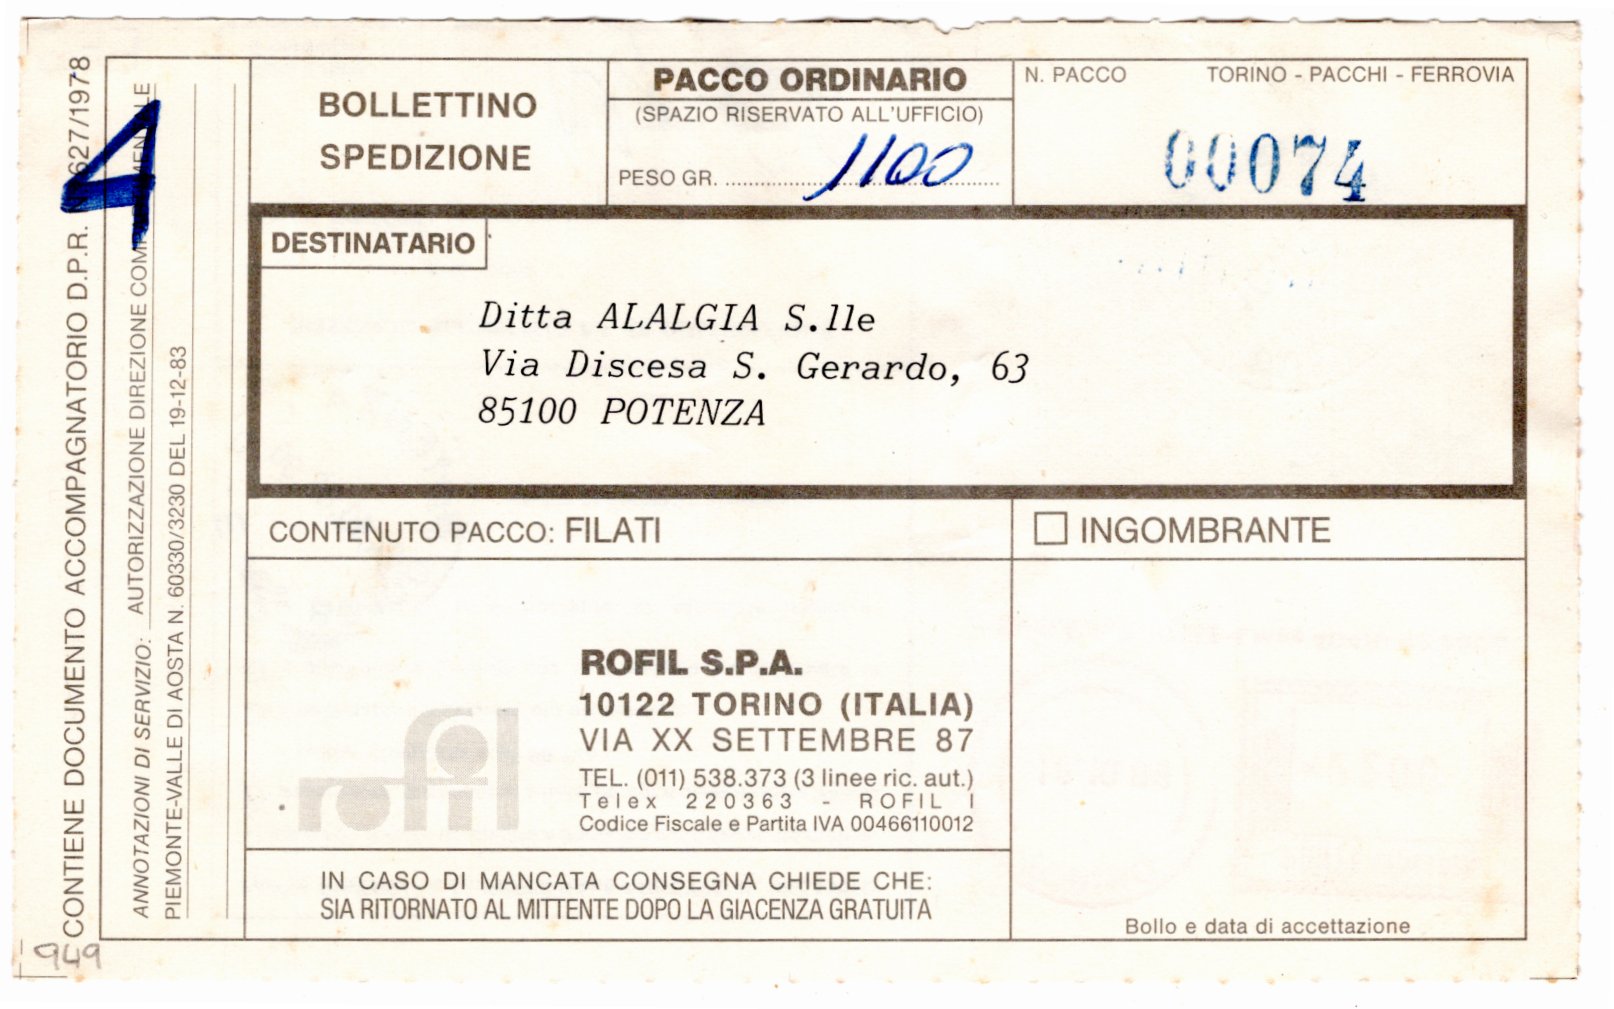 CONTIENE DOCUMENTO ACCOMPAGNATORIO D.P.R. 627/1978
ANNOTAZIONI DI SERVIZIO: AUTORIZZAZIONE DIREZIONE COMPARTIMENTALE
PIEMONTE-VALLE DI AOSTA N. 60330/3230 DEL 19-12-83
4
949
BOLLETTINO
SPEDIZIONE
PACCO ORDINARIO
(SPAZIO RISERVATO ALL'UFFICIO)
PESO GR. 1100
N. PACCO TORINO - PACCHI - FERROVIA
00074
DESTINATARIO
Ditta ALALGIA S.lle
Via Discesa S. Gerardo, 63
85100 POTENZA
CONTENUTO PACCO: FILATI
INGOMBRANTE
rofil
ROFIL S.P.A.
10122 TORINO (ITALIA)
VIA XX SETTEMBRE 87
TEL. (011) 538.373 (3 linee ric. aut.)
Telex 220363 - ROFIL I
Codice Fiscale e Partita IVA 00466110012
IN CASO DI MANCATA CONSEGNA CHIEDE CHE:
SIA RITORNATO AL MITTENTE DOPO LA GIACENZA GRATUITA
Bollo e data di accettazione